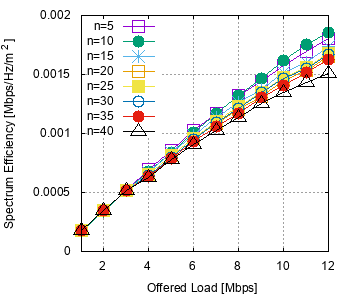 0.002
0.0015
0.001
0.0005
0
Spectrum Efficiency [Mbps/Hz/m²]
n=5
n=10
n=15
n=20
n=25
n=30
n=35
n=40
2 4 6 8 10 12
Offered Load [Mbps]